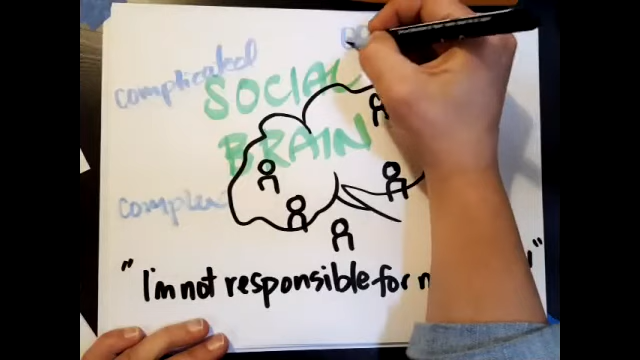 complicated
SOCIAL
BRAIN
complex
"I'm not responsible for